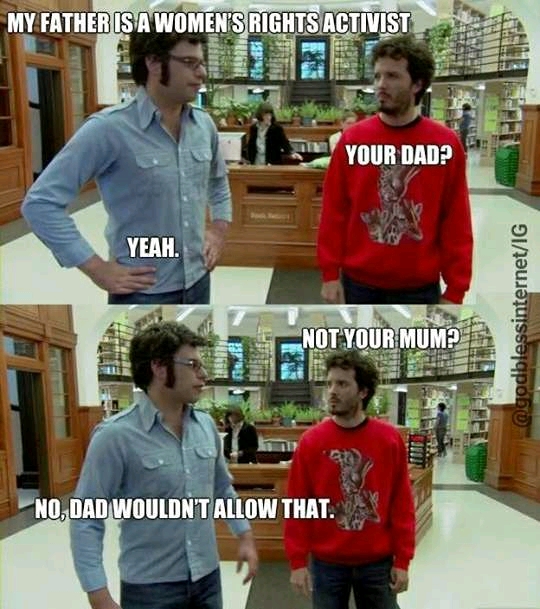 MY FATHER IS A WOMEN'S RIGHTS ACTIVIST
YOUR DAD?
YEAH.
NOT YOUR MUM?
NO, DAD WOULDN'T ALLOW THAT.
@godblessinternet/IG